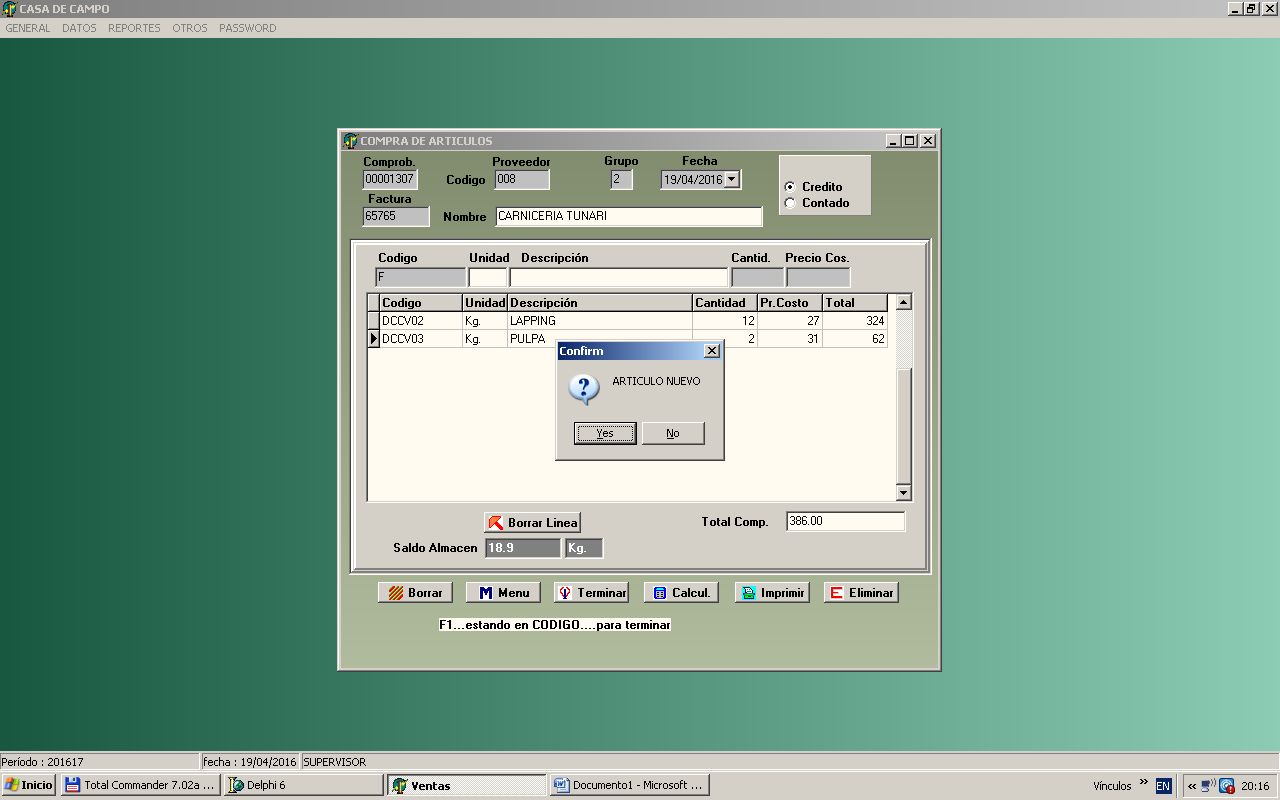 CASA DE CAMPO
GENERAL DATOS REPORTES OTROS PASSWORD
COMPRA DE ARTICULOS
Comprob. Proveedor Grupo Fecha
00001307 Codigo 008 2 19/04/2016 Credito
Factura Contado
65765 Nombre CARNICERIA TUNARI
Codigo Unidad Descripción Cantid. Precio Cos.
F
Codigo Unidad Descripción Cantidad Pr.Costo Total
DCCV02 Kg. LAPPING 12 27 324
DCCV03 Kg. PULPA 2 31 62
Confirm
ARTICULO NUEVO
Yes No
Borrar Linea Total Comp. 386.00
Saldo Almacen 18.9 Kg.
Borrar Menu Terminar Calcul. Imprimir Eliminar
F1...estando en CODIGO....para terminar
Período : 201617 fecha : 19/04/2016 SUPERVISOR
Inicio Total Commander 7.02a ... Delphi 6 Ventas Documento1 - Microsoft ... Vínculos » EN « 20:16